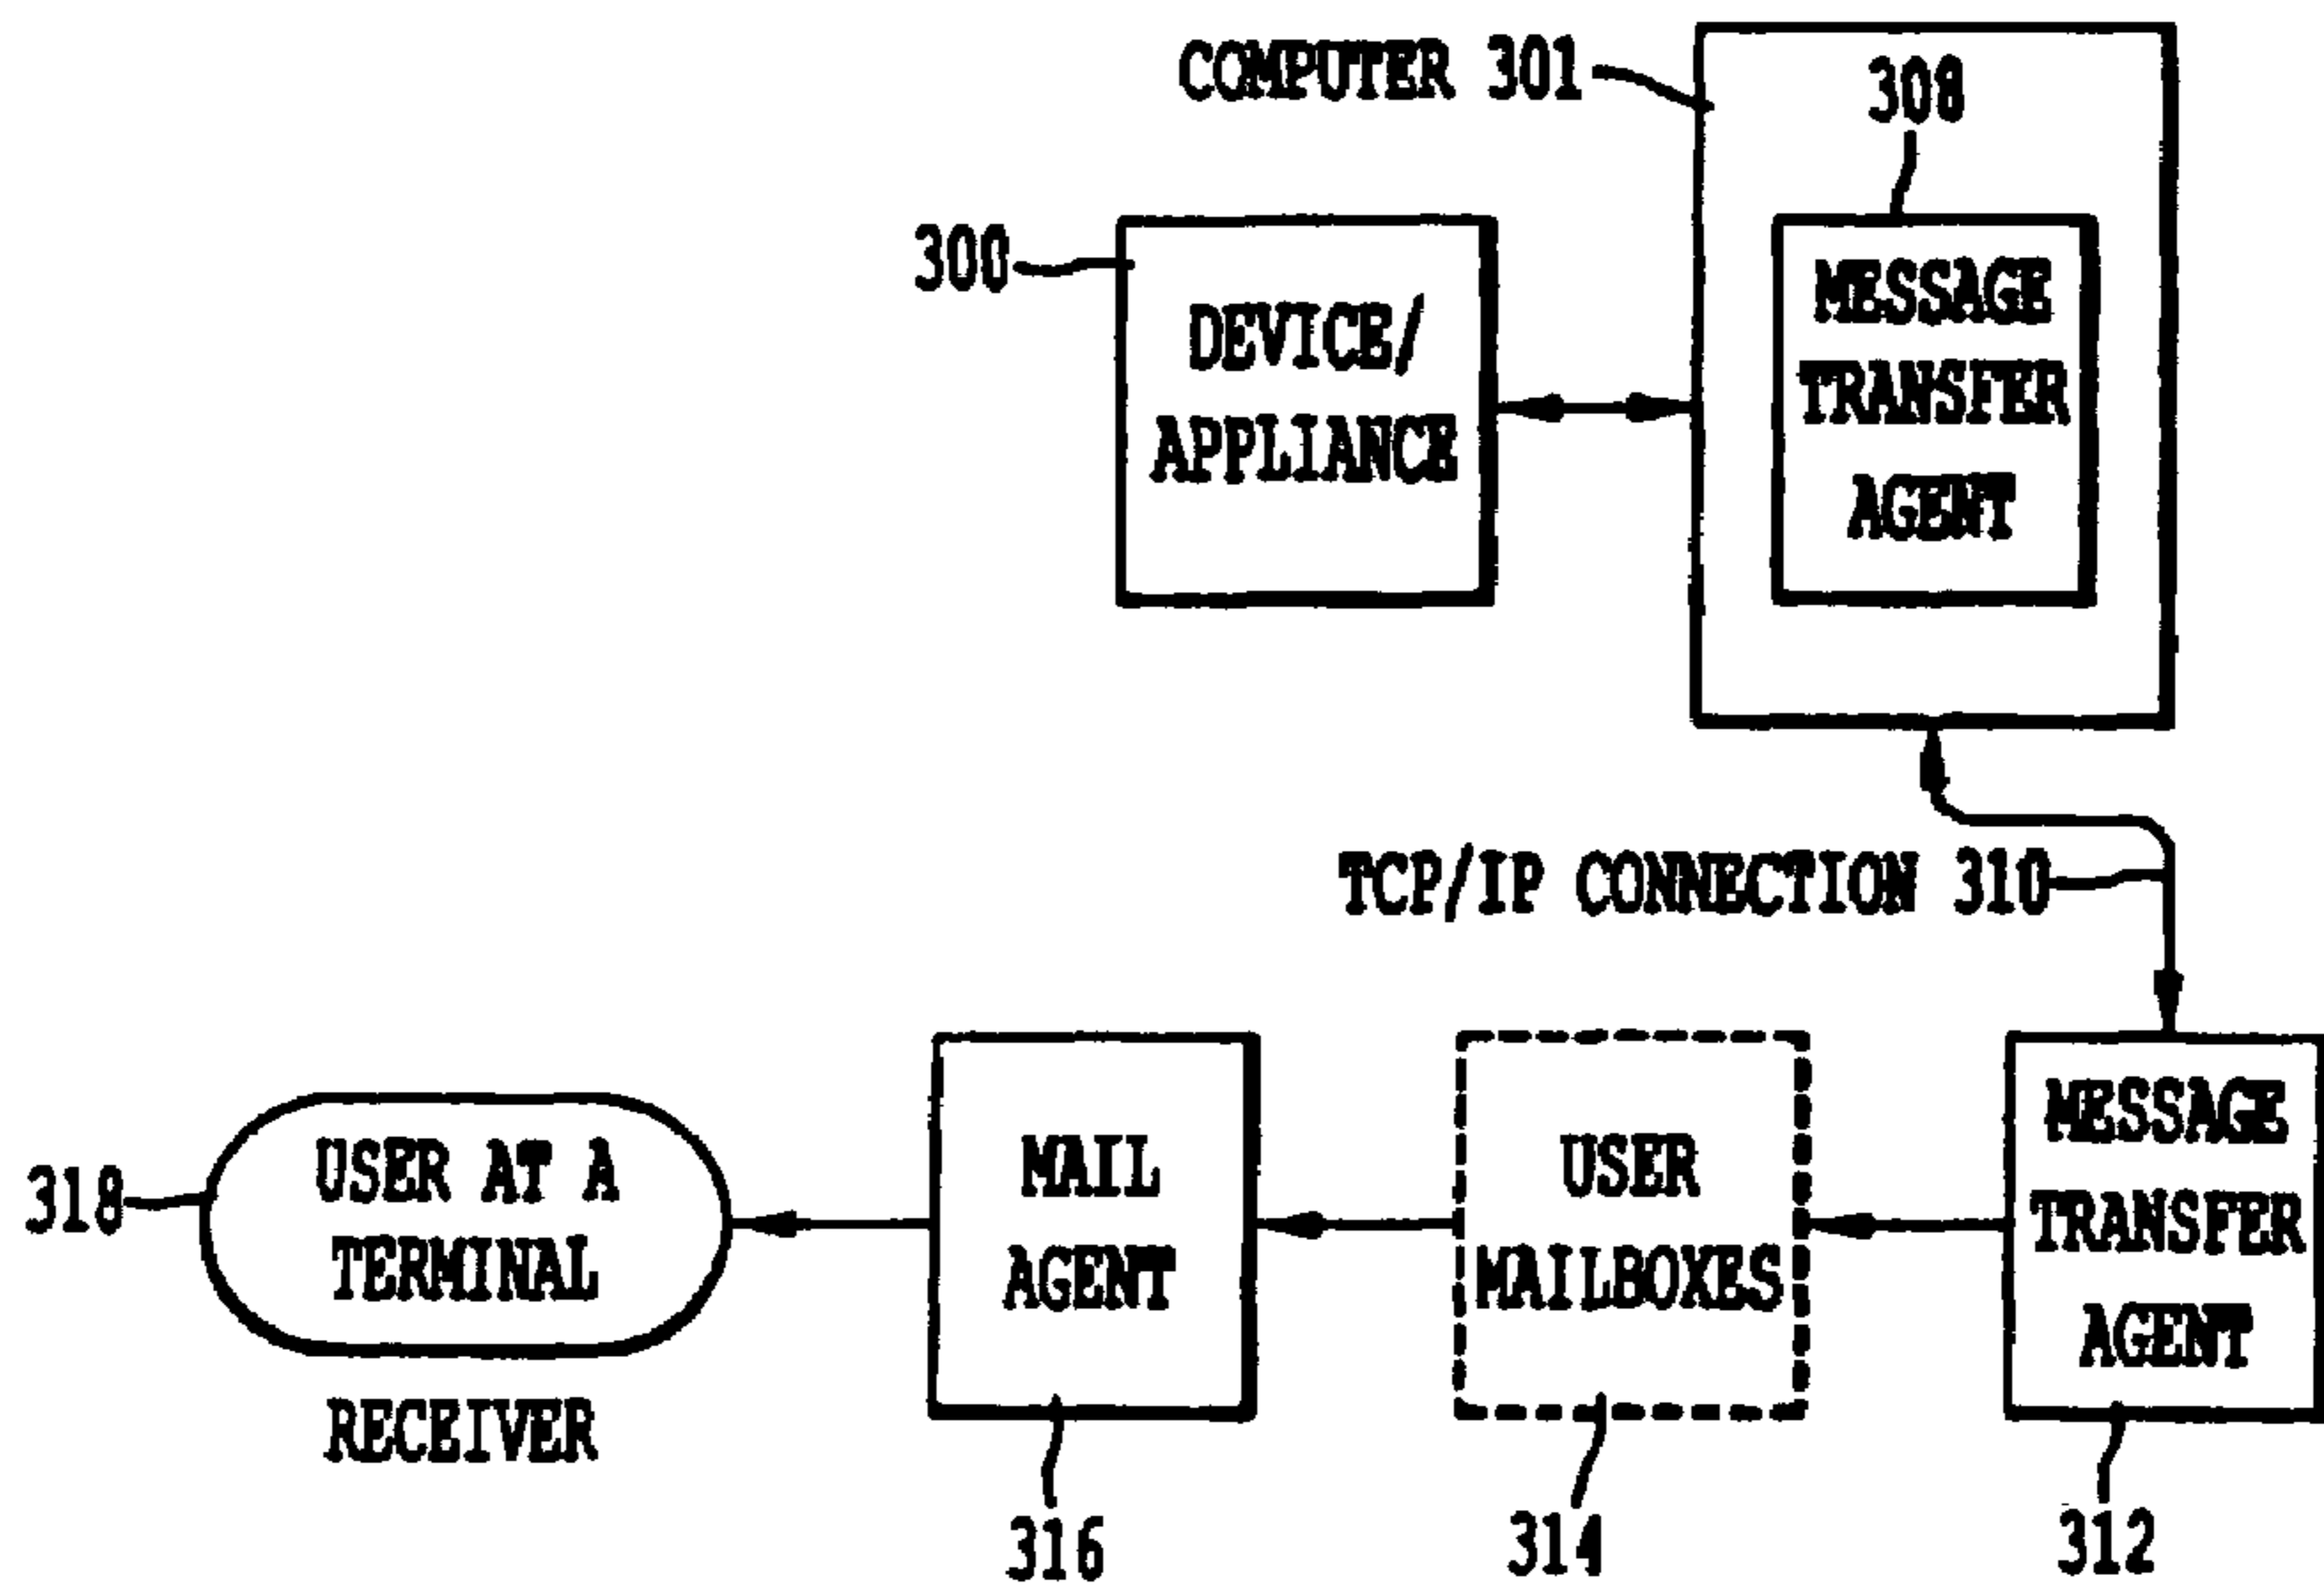 COMPUTER 301
308
300
DEVICE/
APPLIANCE
MESSAGE
TRANSFER
AGENT
TCP/IP CONNECTION 310
318
USER AT A
TERMINAL
RECEIVER
MAIL
AGENT
316
USER
MAILBOXES
314
MESSAGE
TRANSFER
AGENT
312